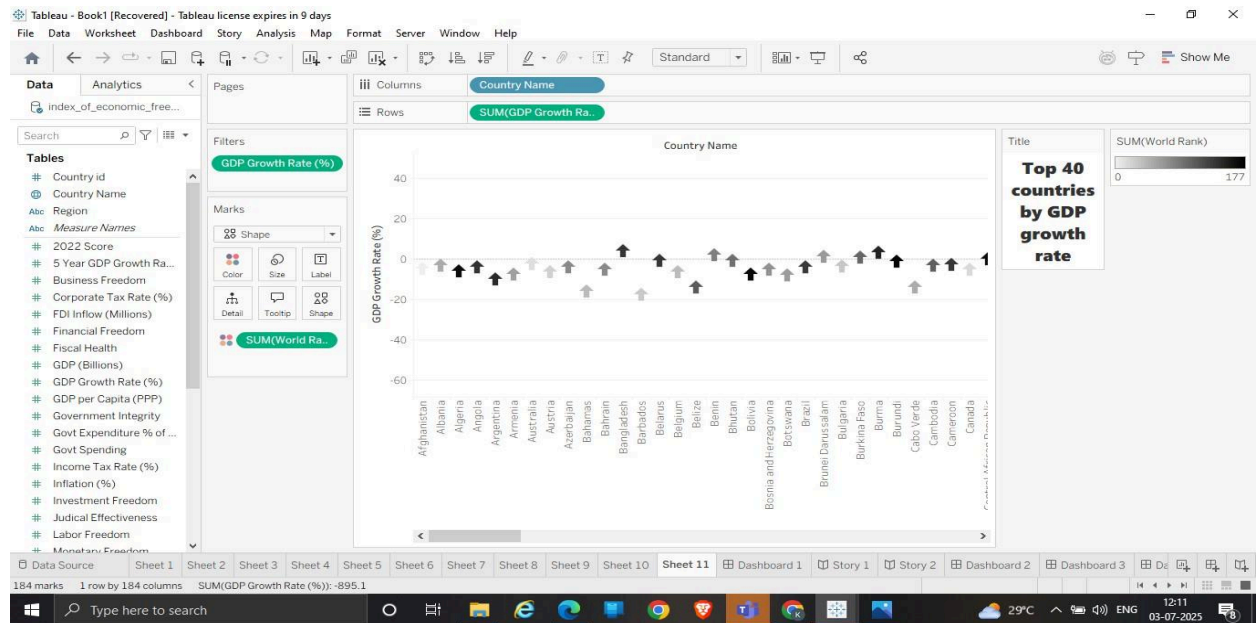 Tableau - Book1 [Recovered] - Tableau license expires in 9 days
File Data Worksheet Dashboard Story Analysis Map Format Server Window Help
Standard
Show Me
Data Analytics
index_of_economic_free...
Search
Tables
# Country id
Country Name
Abc Region
Abc Measure Names
# 2022 Score
# 5 Year GDP Growth Ra...
# Business Freedom
# Corporate Tax Rate (%)
# FDI Inflow (Millions)
# Financial Freedom
# Fiscal Health
# GDP (Billions)
# GDP Growth Rate (%)
# GDP per Capita (PPP)
# Government Integrity
# Govt Expenditure % of ...
# Govt Spending
# Income Tax Rate (%)
# Inflation (%)
# Investment Freedom
# Judical Effectiveness
# Labor Freedom
# Monetary Freedom
Pages
Filters
GDP Growth Rate (%)
Marks
Shape
Color Size Label
Detail Tooltip Shape
SUM(World Ra..
Columns Country Name
Rows SUM(GDP Growth Ra..
Country Name
GDP Growth Rate (%)
40
20
0
-20
-40
-60
Afghanistan
Albania
Algeria
Angola
Argentina
Armenia
Australia
Austria
Azerbaijan
Bahamas
Bahrain
Bangladesh
Barbados
Belarus
Belgium
Belize
Benin
Bhutan
Bolivia
Bosnia and Herzegovina
Botswana
Brazil
Brunei Darussalam
Bulgaria
Burkina Faso
Burma
Burundi
Cabo Verde
Cambodia
Cameroon
Canada
Central African Republic
Title
Top 40
countries
by GDP
growth
rate
SUM(World Rank)
0 177
Data Source Sheet 1 Sheet 2 Sheet 3 Sheet 4 Sheet 5 Sheet 6 Sheet 7 Sheet 8 Sheet 9 Sheet 10 Sheet 11 Dashboard 1 Story 1 Story 2 Dashboard 2 Dashboard 3 Da
184 marks 1 row by 184 columns SUM(GDP Growth Rate (%)): -895.1
Type here to search
29°C ENG 12:11
03-07-2025
8